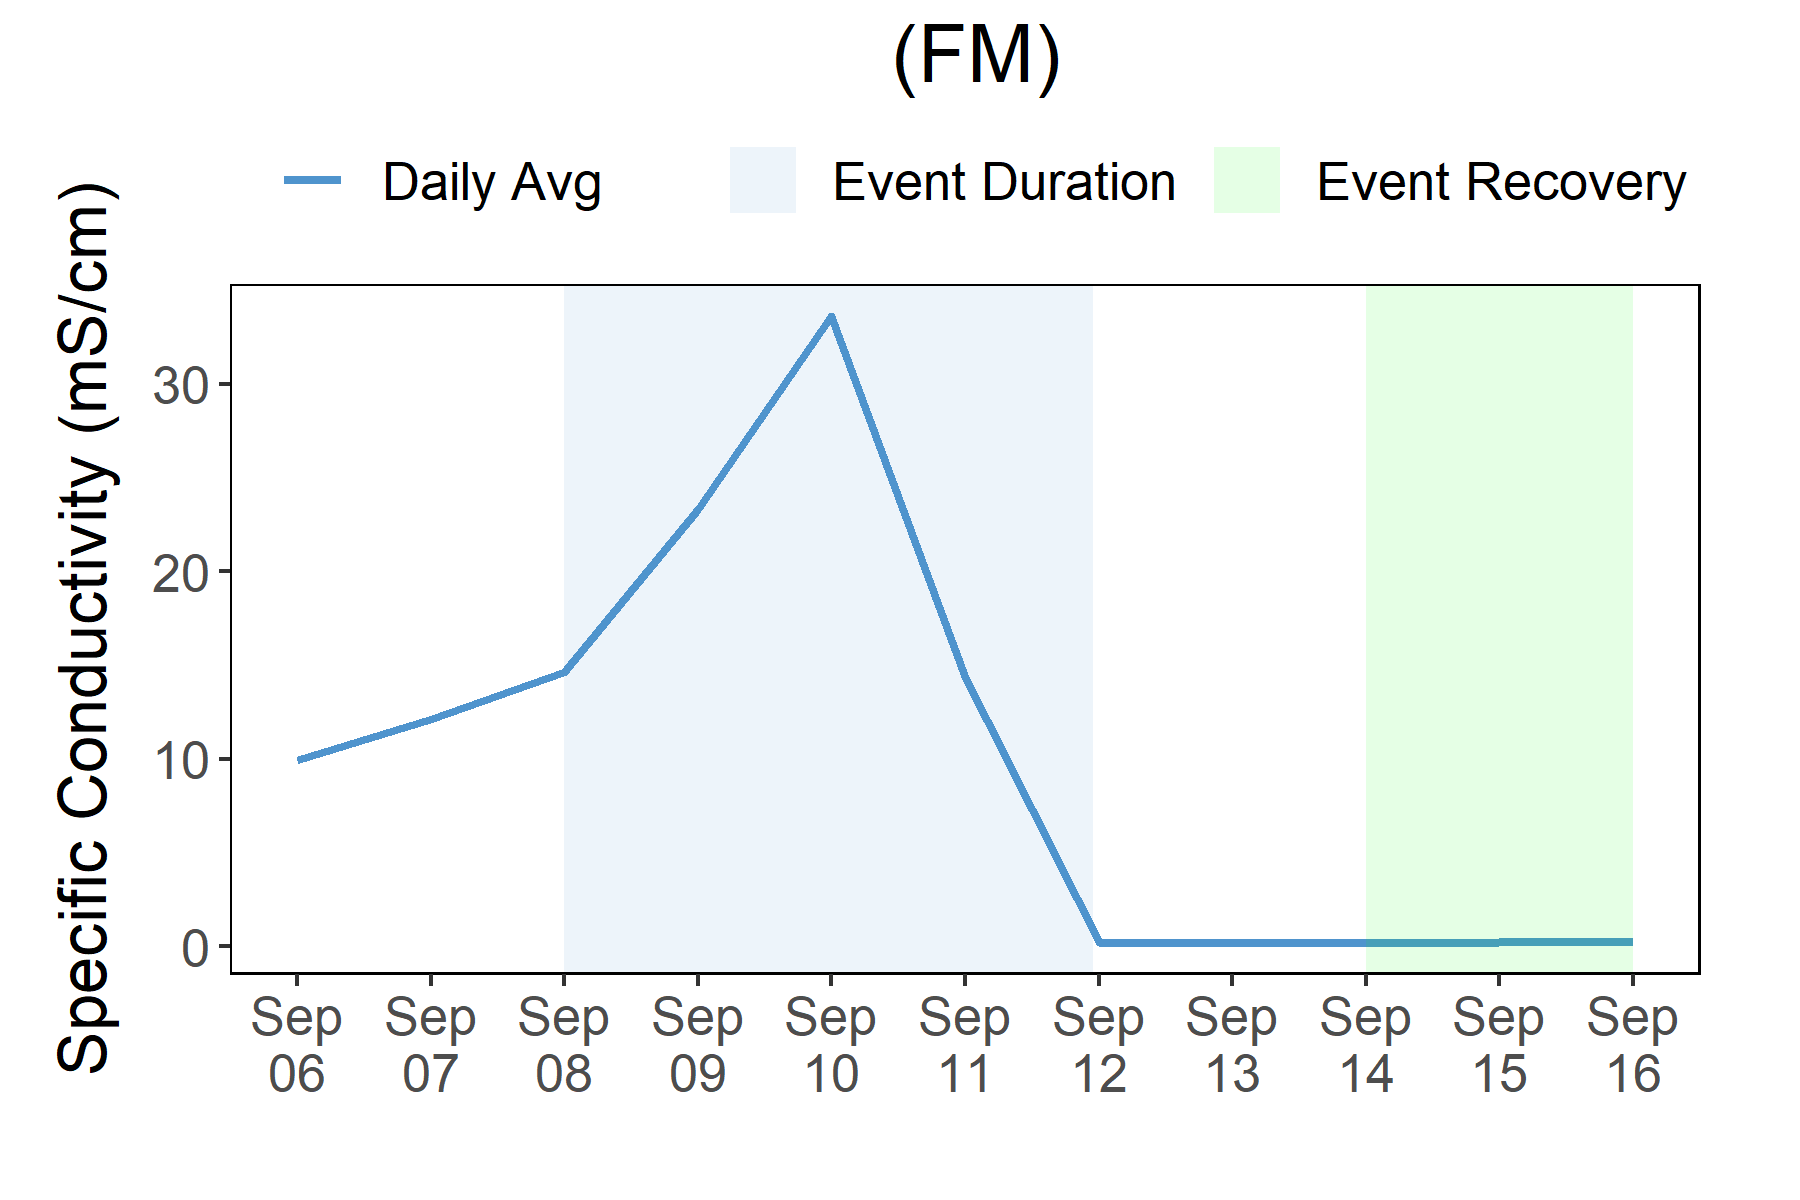 (FM)
Daily Avg
Event Duration
Event Recovery
Specific Conductivity (mS/cm)
30
20
10
0
Sep 06
Sep 07
Sep 08
Sep 09
Sep 10
Sep 11
Sep 12
Sep 13
Sep 14
Sep 15
Sep 16